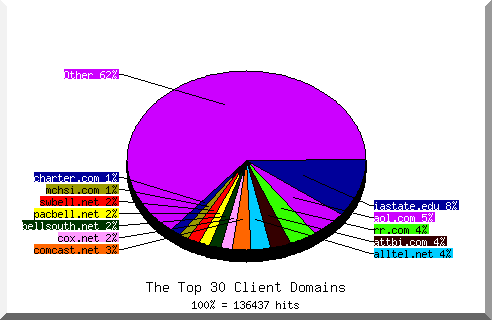 Other 62%
charter.com 1%
mchsi.com 1%
swbell.net 2%
pacbell.net 2%
bellsouth.net 2%
cox.net 2%
comcast.net 3%
iastate.edu 8%
aol.com 5%
rr.com 4%
attbi.com 4%
alltel.net 4%
The Top 30 Client Domains
100% = 136437 hits